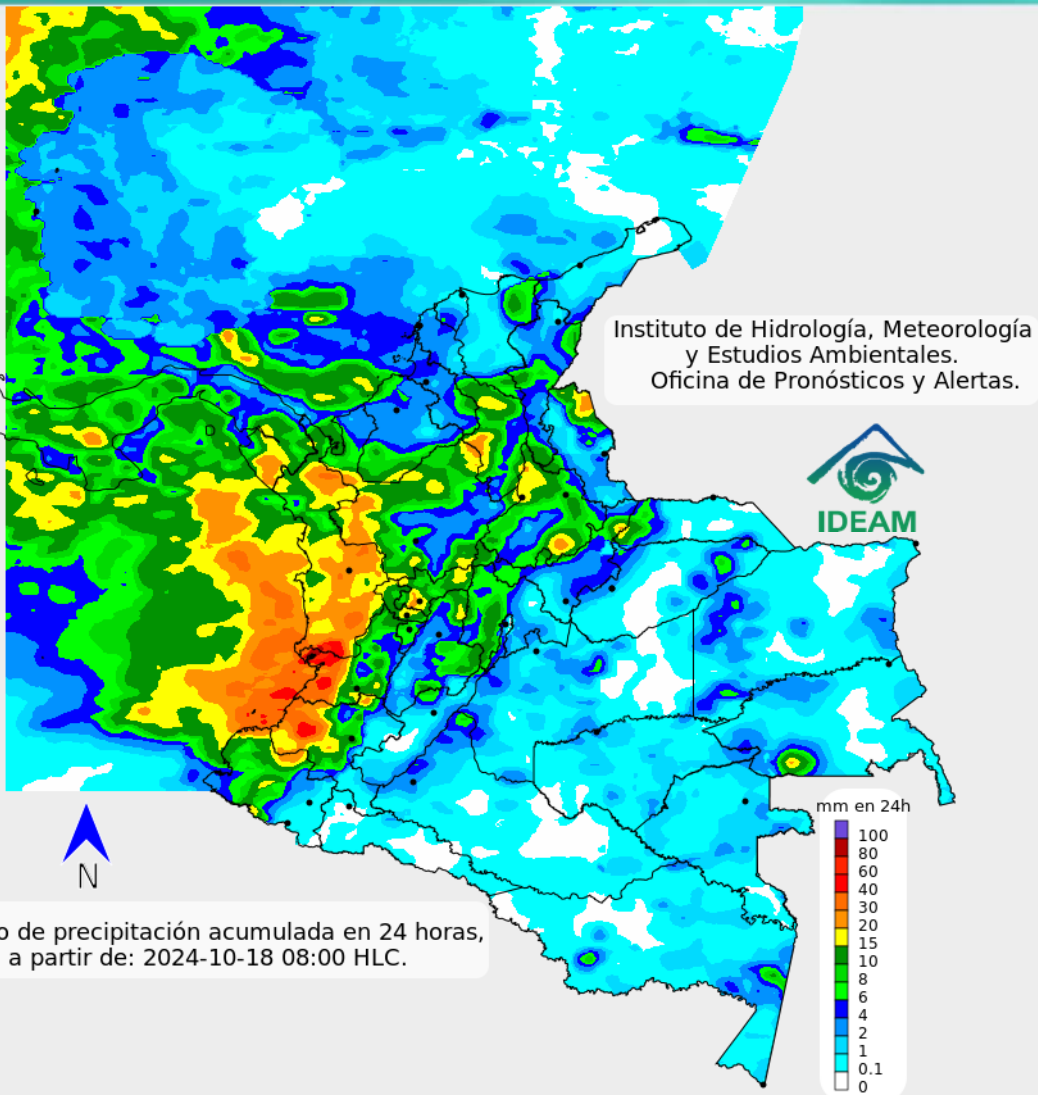 Instituto de Hidrología, Meteorología
y Estudios Ambientales.
Oficina de Pronósticos y Alertas.
IDEAM
mm en 24h
100
80
60
40
30
20
15
10
8
6
4
2
1
0.1
0
N
o de precipitación acumulada en 24 horas,
a partir de: 2024-10-18 08:00 HLC.